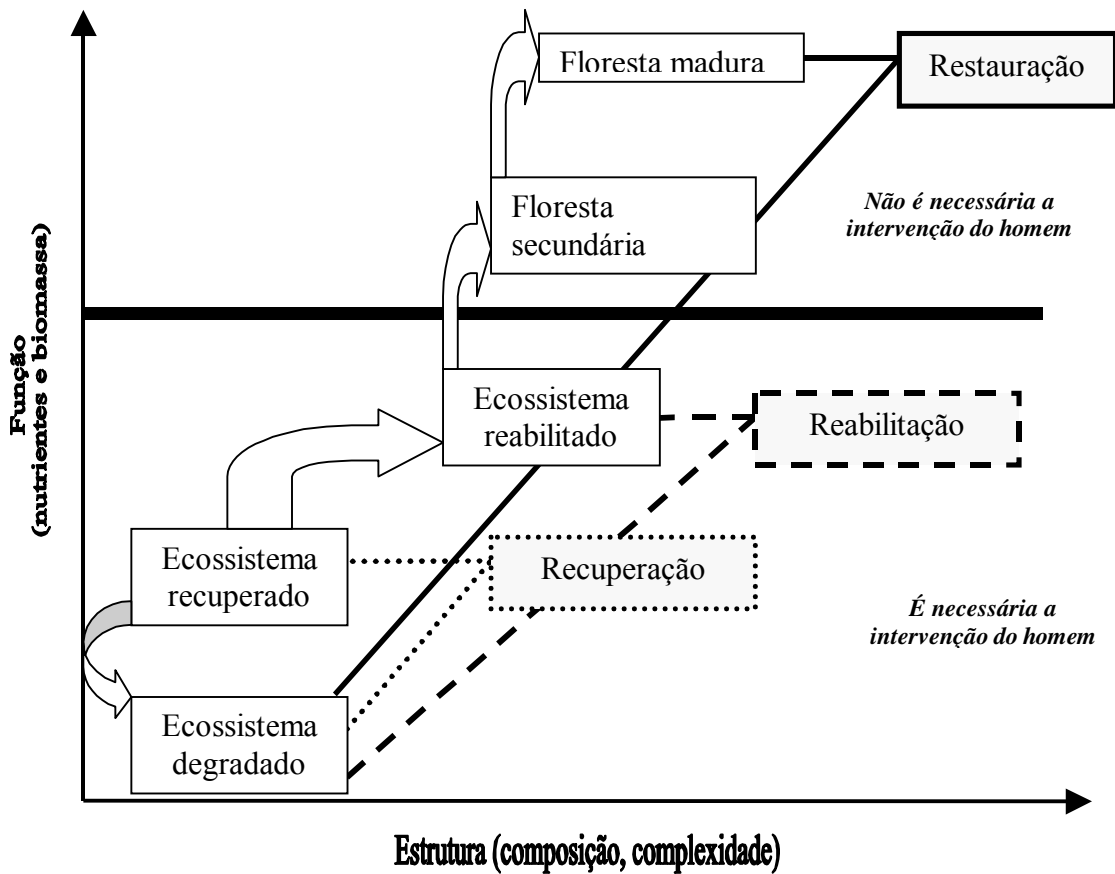 Floresta madura
Restauração
Floresta
secundária
Não é necessária a
intervenção do homem
Função
(nutrientes e biomassa)
Ecossistema
reabilitado
Reabilitação
Ecossistema
recuperado
Recuperação
É necessária a
intervenção do homem
Ecossistema
degradado
Estrutura (composição, complexidade)